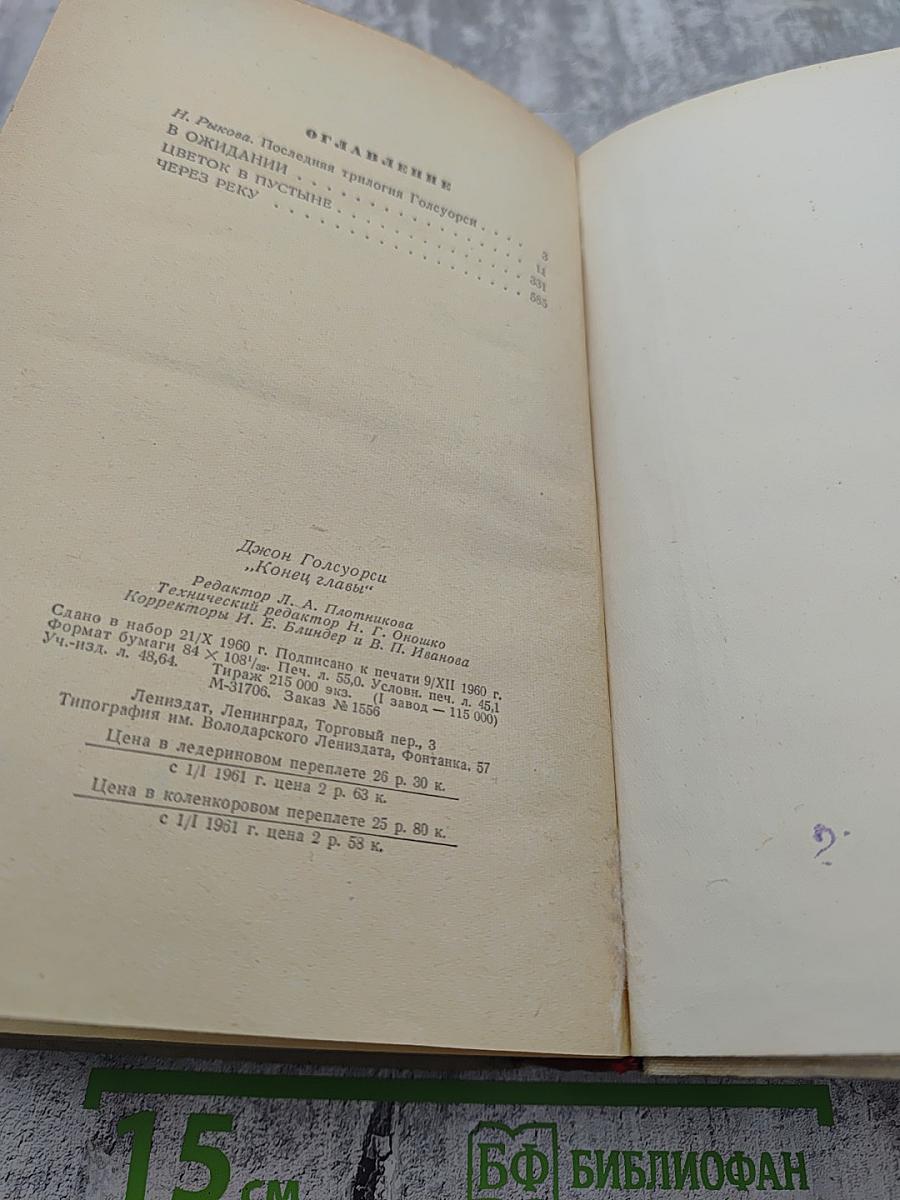 ОГЛАВЛЕНИЕ
Н. Рыкова. Последняя трилогия Голсуорси . . . . 3
В ОЖИДАНИИ . . . . . . . . . . . . . . . 11
ЦВЕТОК В ПУСТЫНЕ . . . . . . . . . . . . 331
ЧЕРЕЗ РЕКУ . . . . . . . . . . . . . . . 585
Джон Голсуорси
„Конец главы“
Редактор Л. А. Плотникова
Технический редактор Н. Г. Оношко
Корректоры И. Е. Блиндер и В. П. Иванова
Сдано в набор 21/X 1960 г. Подписано к печати 9/XII 1960 г.
Формат бумаги 84 × 108¹/₃₂. Печ. л. 55,0. Условн. печ. л. 45,1
Уч.-изд. л. 48,64. Тираж 215 000 экз. (I завод — 115 000)
М-31706. Заказ № 1556
Лениздат, Ленинград, Торговый пер., 3
Типография им. Володарского Лениздата, Фонтанка, 57
Цена в ледериновом переплете 26 р. 30 к.
с 1/I 1961 г. цена 2 р. 63 к.
Цена в коленкоровом переплете 25 р. 80 к.
с 1/I 1961 г. цена 2 р. 58 к.
15 см
БФ БИБЛИОФАН